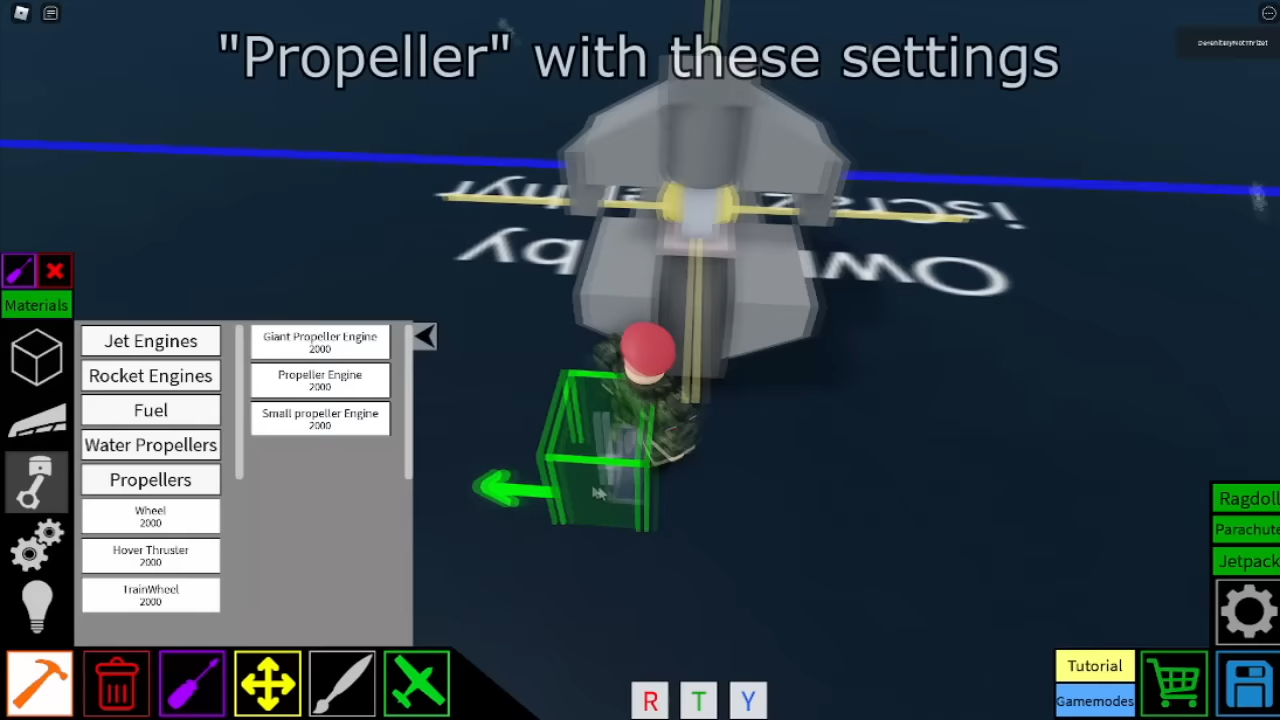 "Propeller" with these settings
by
Materials
Jet Engines
Rocket Engines
Fuel
Water Propellers
Propellers
Wheel
2000
Hover Thruster
2000
TrainWheel
2000
Giant Propeller Engine
2000
Propeller Engine
2000
Small propeller Engine
2000
Ragdoll
Parachute
Jetpack
Tutorial
Gamemodes
R T Y